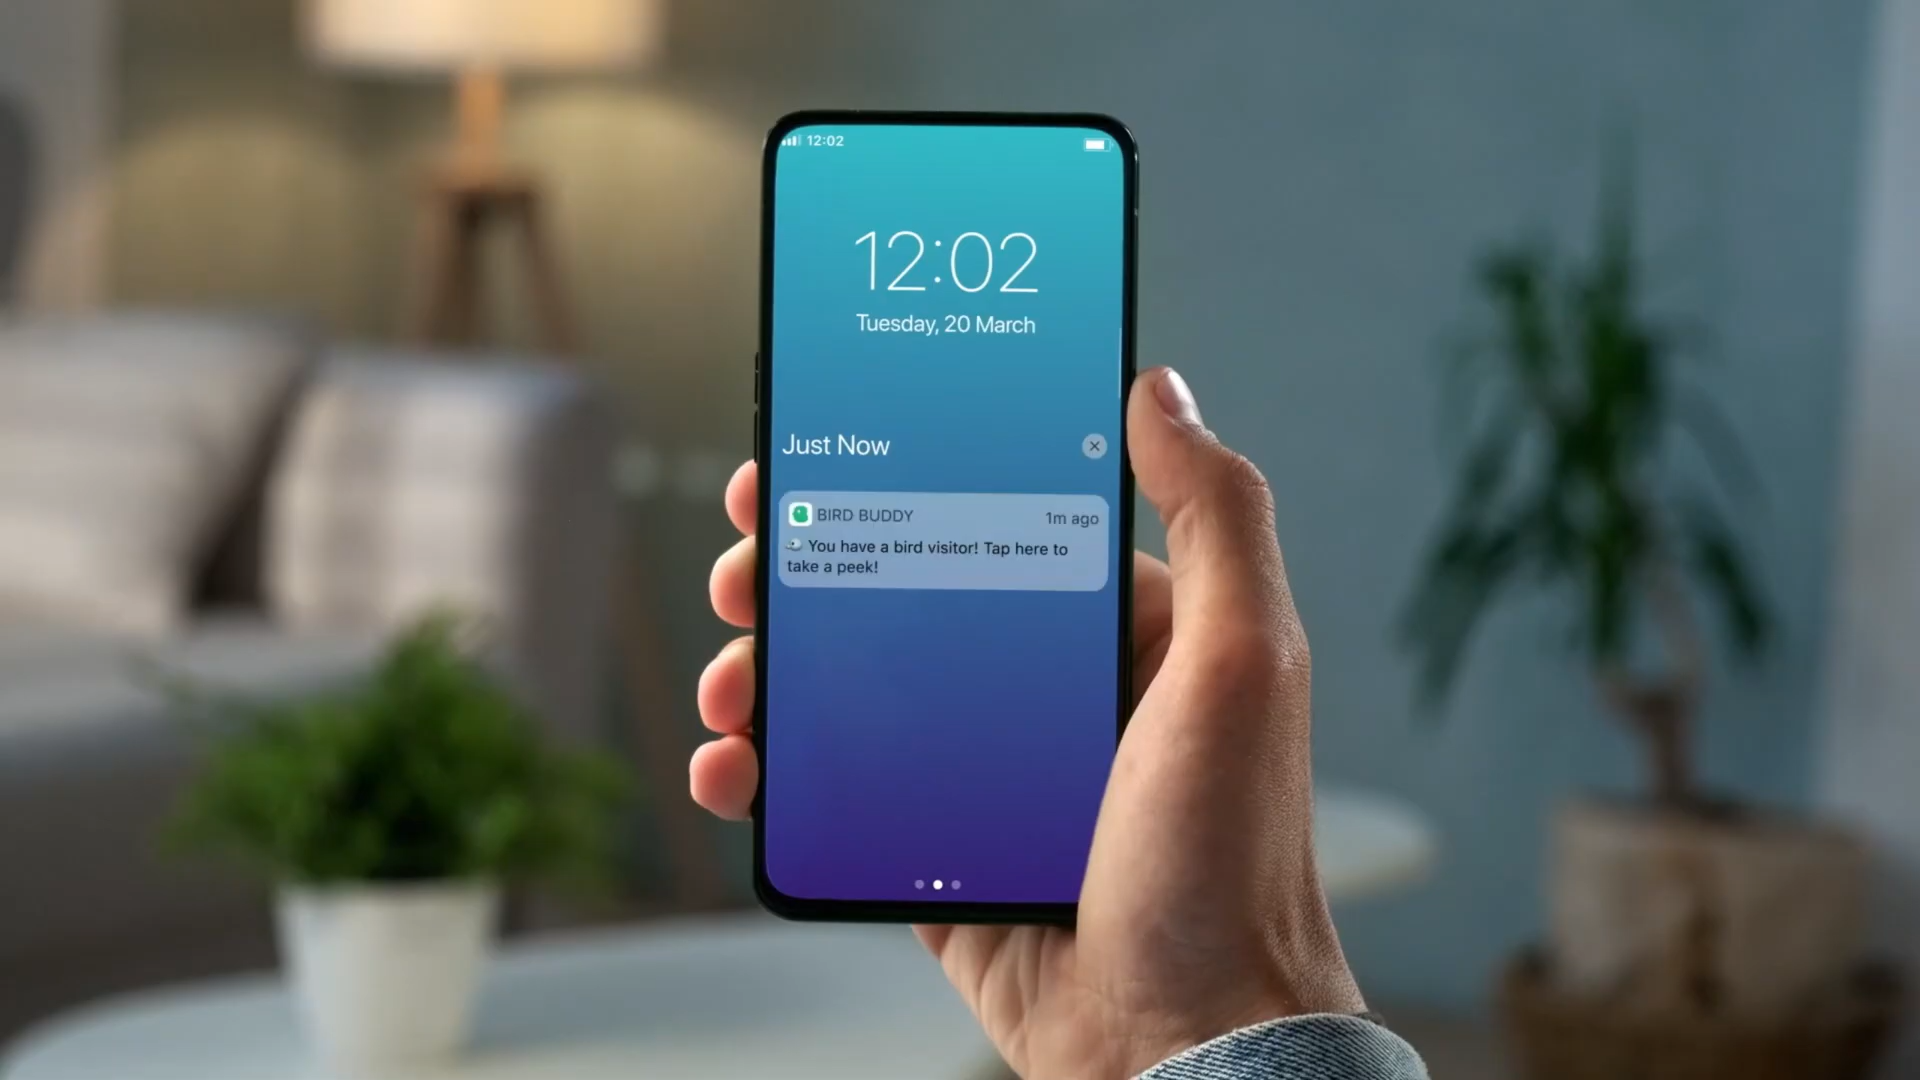 12:02
12:02
Tuesday, 20 March
Just Now
BIRD BUDDY 1m ago
You have a bird visitor! Tap here to
take a peek!